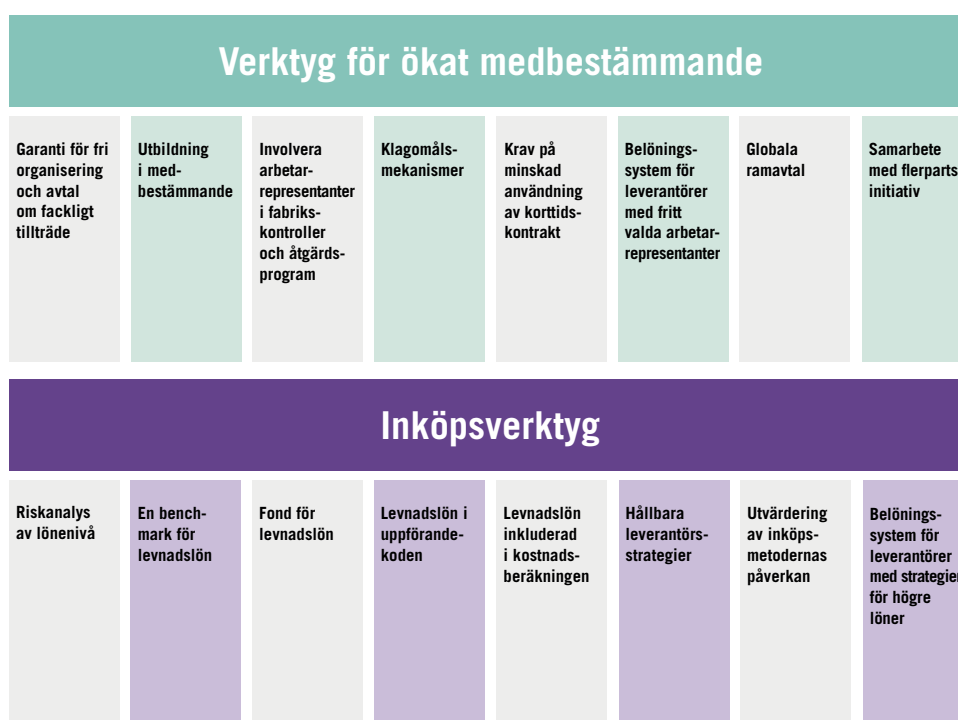 Verktyg för ökat medbestämmande
Garanti för fri
organisering
och avtal
om fackligt
tillträde
Utbildning
i med-
bestämmande
Involvera
arbetar-
representanter
i fabriks-
kontroller
och åtgärds-
program
Klagomåls-
mekanismer
Krav på
minskad
användning
av korttids-
kontrakt
Belönings-
system för
leverantörer
med fritt
valda arbetar-
representanter
Globala
ramavtal
Samarbete
med flerparts
initiativ
Inköpsverktyg
Riskanalys
av lönenivå
En bench-
mark för
levnadslön
Fond för
levnadslön
Levnadslön i
uppförande-
koden
Levnadslön
inkluderad
i kostnads-
beräkningen
Hållbara
leverantörs-
strategier
Utvärdering
av inköps-
metodernas
påverkan
Belönings-
system för
leverantörer
med strategier
för högre
löner